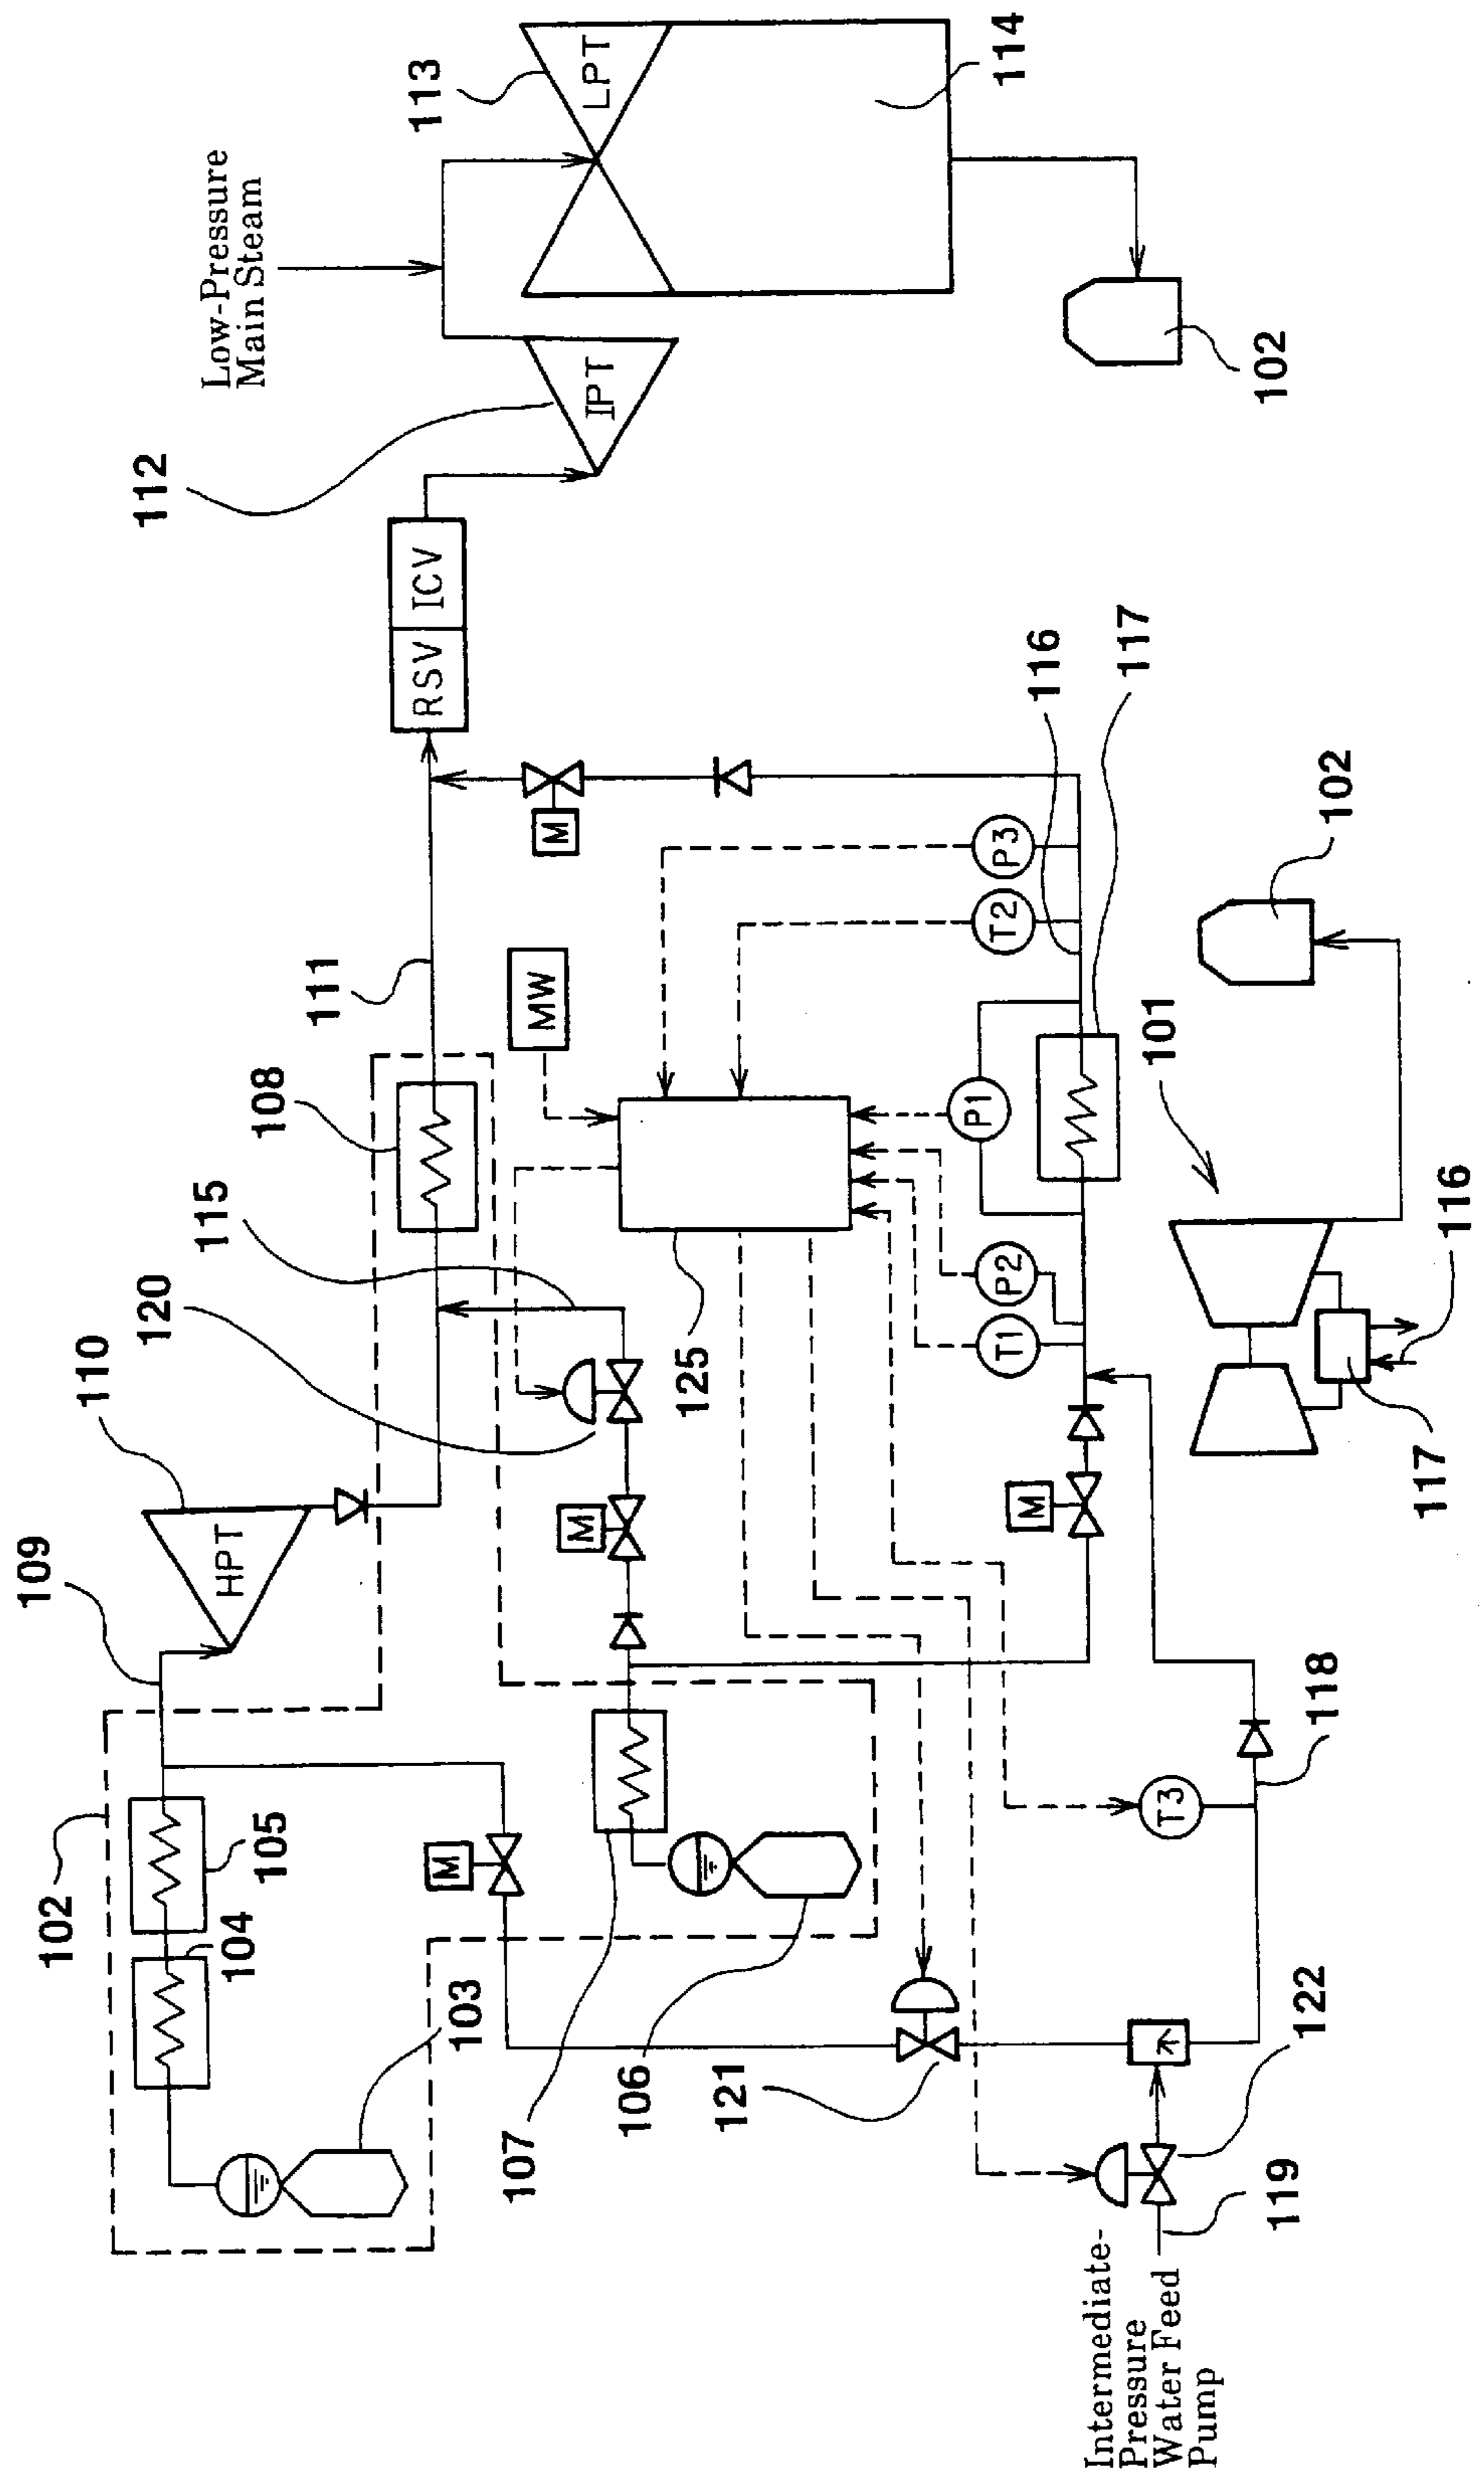 Low-Pressure
Main Steam
113
LPT
114
112
IPT
102
RSV
ICV
116
117
M
P3
T2
102
111
MW
108
P1
101
115
120
125
P2
T1
116
117
110
109
HPT
M
M
102
105
104
103
M
107
106
121
T3
118
122
119
Intermediate-
Pressure
Water Feed
Pump